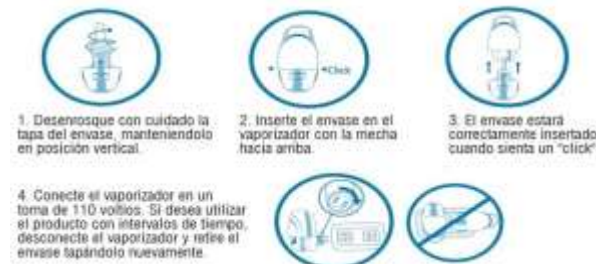 Click
1. Desenrosque con cuidado la
tapa del envase, manteniendolo
en posición vertical.
2. Inserte el envase en el
vaporizador con la mecha
hacia arriba.
3. El envase estará
correctamente insertado
cuando sienta un "click"
4. Conecte el vaporizador en un
toma de 110 voltios. Si desea utilizar
el producto con intervalos de tiempo,
desconecte el vaporizador y retire el
envase tapándolo nuevamente.